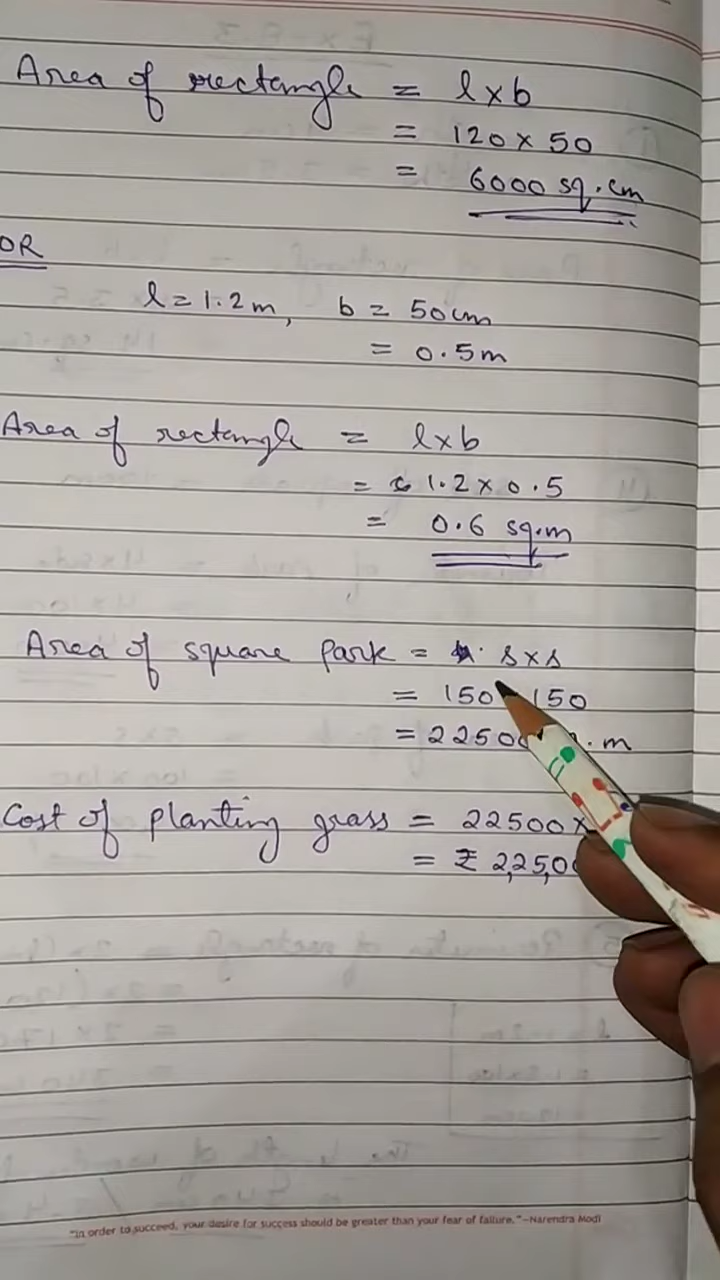 Area of rectangle = l×b
= 120×50
= 6000 sq.cm
OR
l = 1.2m, b = 50cm
= 0.5m
Area of rectangle = l×b
= 1.2×0.5
= 0.6 sq.m
Area of square park = s×s
= 150 150
= 2250 .m
Cost of planting grass = 22500×
= ₹ 2,25,0
"In order to succeed, your desire for success should be greater than your fear of failure."–Narendra Modi